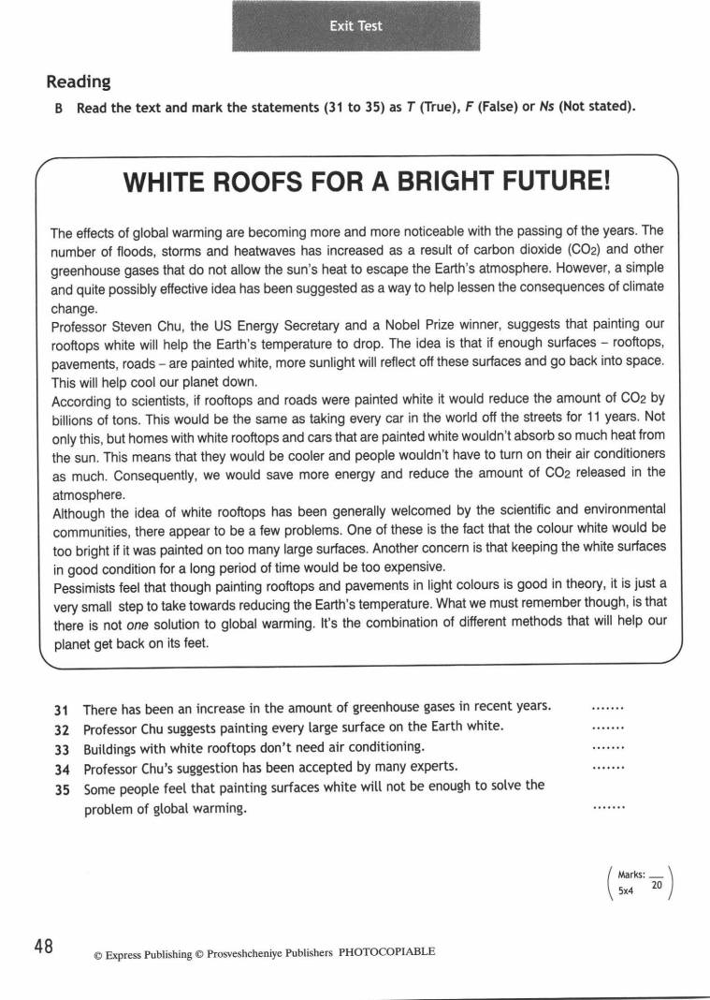 Exit Test
Reading
B Read the text and mark the statements (31 to 35) as T (True), F (False) or Ns (Not stated).
WHITE ROOFS FOR A BRIGHT FUTURE!
The effects of global warming are becoming more and more noticeable with the passing of the years. The
number of floods, storms and heatwaves has increased as a result of carbon dioxide (CO2) and other
greenhouse gases that do not allow the sun's heat to escape the Earth's atmosphere. However, a simple
and quite possibly effective idea has been suggested as a way to help lessen the consequences of climate
change.
Professor Steven Chu, the US Energy Secretary and a Nobel Prize winner, suggests that painting our
rooftops white will help the Earth's temperature to drop. The idea is that if enough surfaces – rooftops,
pavements, roads – are painted white, more sunlight will reflect off these surfaces and go back into space.
This will help cool our planet down.
According to scientists, if rooftops and roads were painted white it would reduce the amount of CO2 by
billions of tons. This would be the same as taking every car in the world off the streets for 11 years. Not
only this, but homes with white rooftops and cars that are painted white wouldn't absorb so much heat from
the sun. This means that they would be cooler and people wouldn't have to turn on their air conditioners
as much. Consequently, we would save more energy and reduce the amount of CO2 released in the
atmosphere.
Although the idea of white rooftops has been generally welcomed by the scientific and environmental
communities, there appear to be a few problems. One of these is the fact that the colour white would be
too bright if it was painted on too many large surfaces. Another concern is that keeping the white surfaces
in good condition for a long period of time would be too expensive.
Pessimists feel that though painting rooftops and pavements in light colours is good in theory, it is just a
very small step to take towards reducing the Earth's temperature. What we must remember though, is that
there is not one solution to global warming. It's the combination of different methods that will help our
planet get back on its feet.
31 There has been an increase in the amount of greenhouse gases in recent years. .......
32 Professor Chu suggests painting every large surface on the Earth white. .......
33 Buildings with white rooftops don't need air conditioning. .......
34 Professor Chu's suggestion has been accepted by many experts. .......
35 Some people feel that painting surfaces white will not be enough to solve the
problem of global warming. .......
Marks: __
5x4 20
48 © Express Publishing © Prosveshcheniye Publishers PHOTOCOPIABLE